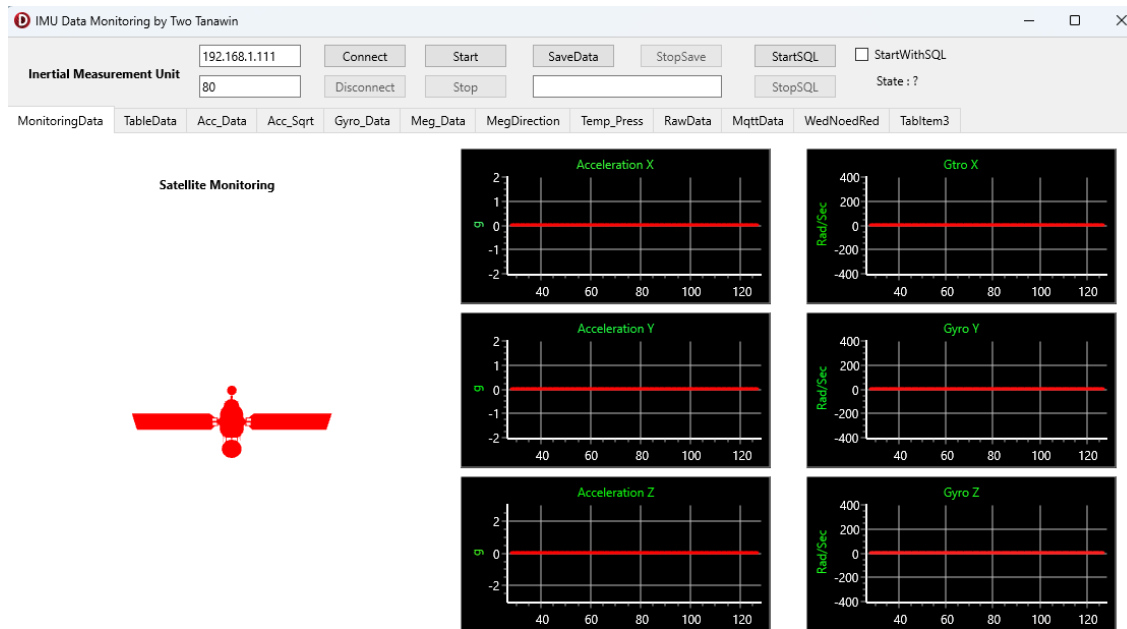 IMU Data Monitoring by Two Tanawin
192.168.1.111 Connect Start SaveData StopSave StartSQL StartWithSQL
Inertial Measurement Unit
80 Disconnect Stop StopSQL State : ?
MonitoringData TableData Acc_Data Acc_Sqrt Gyro_Data Meg_Data MegDirection Temp_Press RawData MqttData WedNoedRed TabItem3
Satellite Monitoring
Acceleration X
2
1
0
-1
-2
g
40 60 80 100 120
Gtro X
400
200
0
-200
-400
Rad/Sec
40 60 80 100 120
Acceleration Y
2
1
0
-1
-2
g
40 60 80 100 120
Gyro Y
400
200
0
-200
-400
Rad/Sec
40 60 80 100 120
Acceleration Z
2
0
-2
g
40 60 80 100 120
Gyro Z
400
200
0
-200
-400
Rad/Sec
40 60 80 100 120